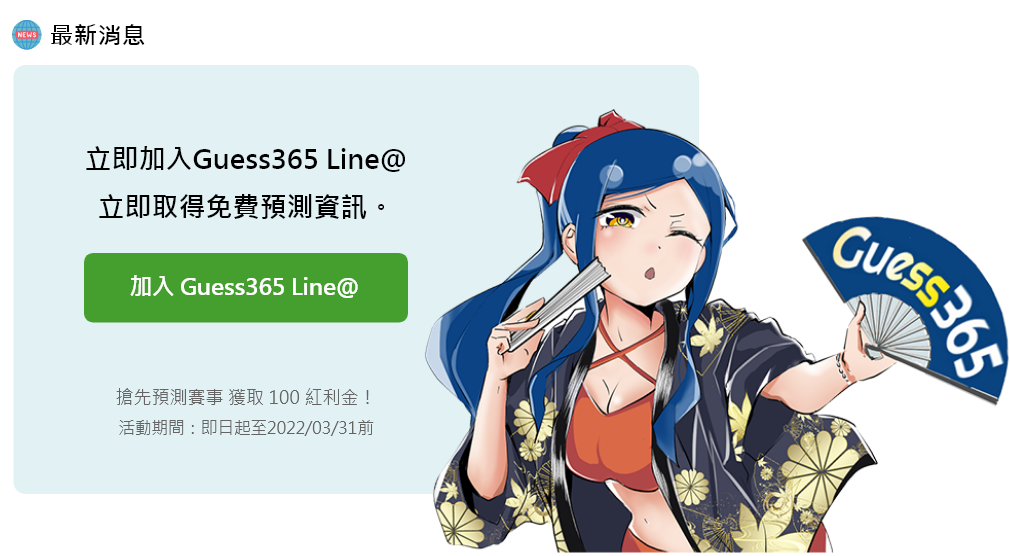 NEWS
最新消息
立即加入Guess365 Line@
立即取得免費預測資訊。
加入 Guess365 Line@
搶先預測賽事 獲取 100 紅利金！
活動期間：即日起至2022/03/31前
Guess365